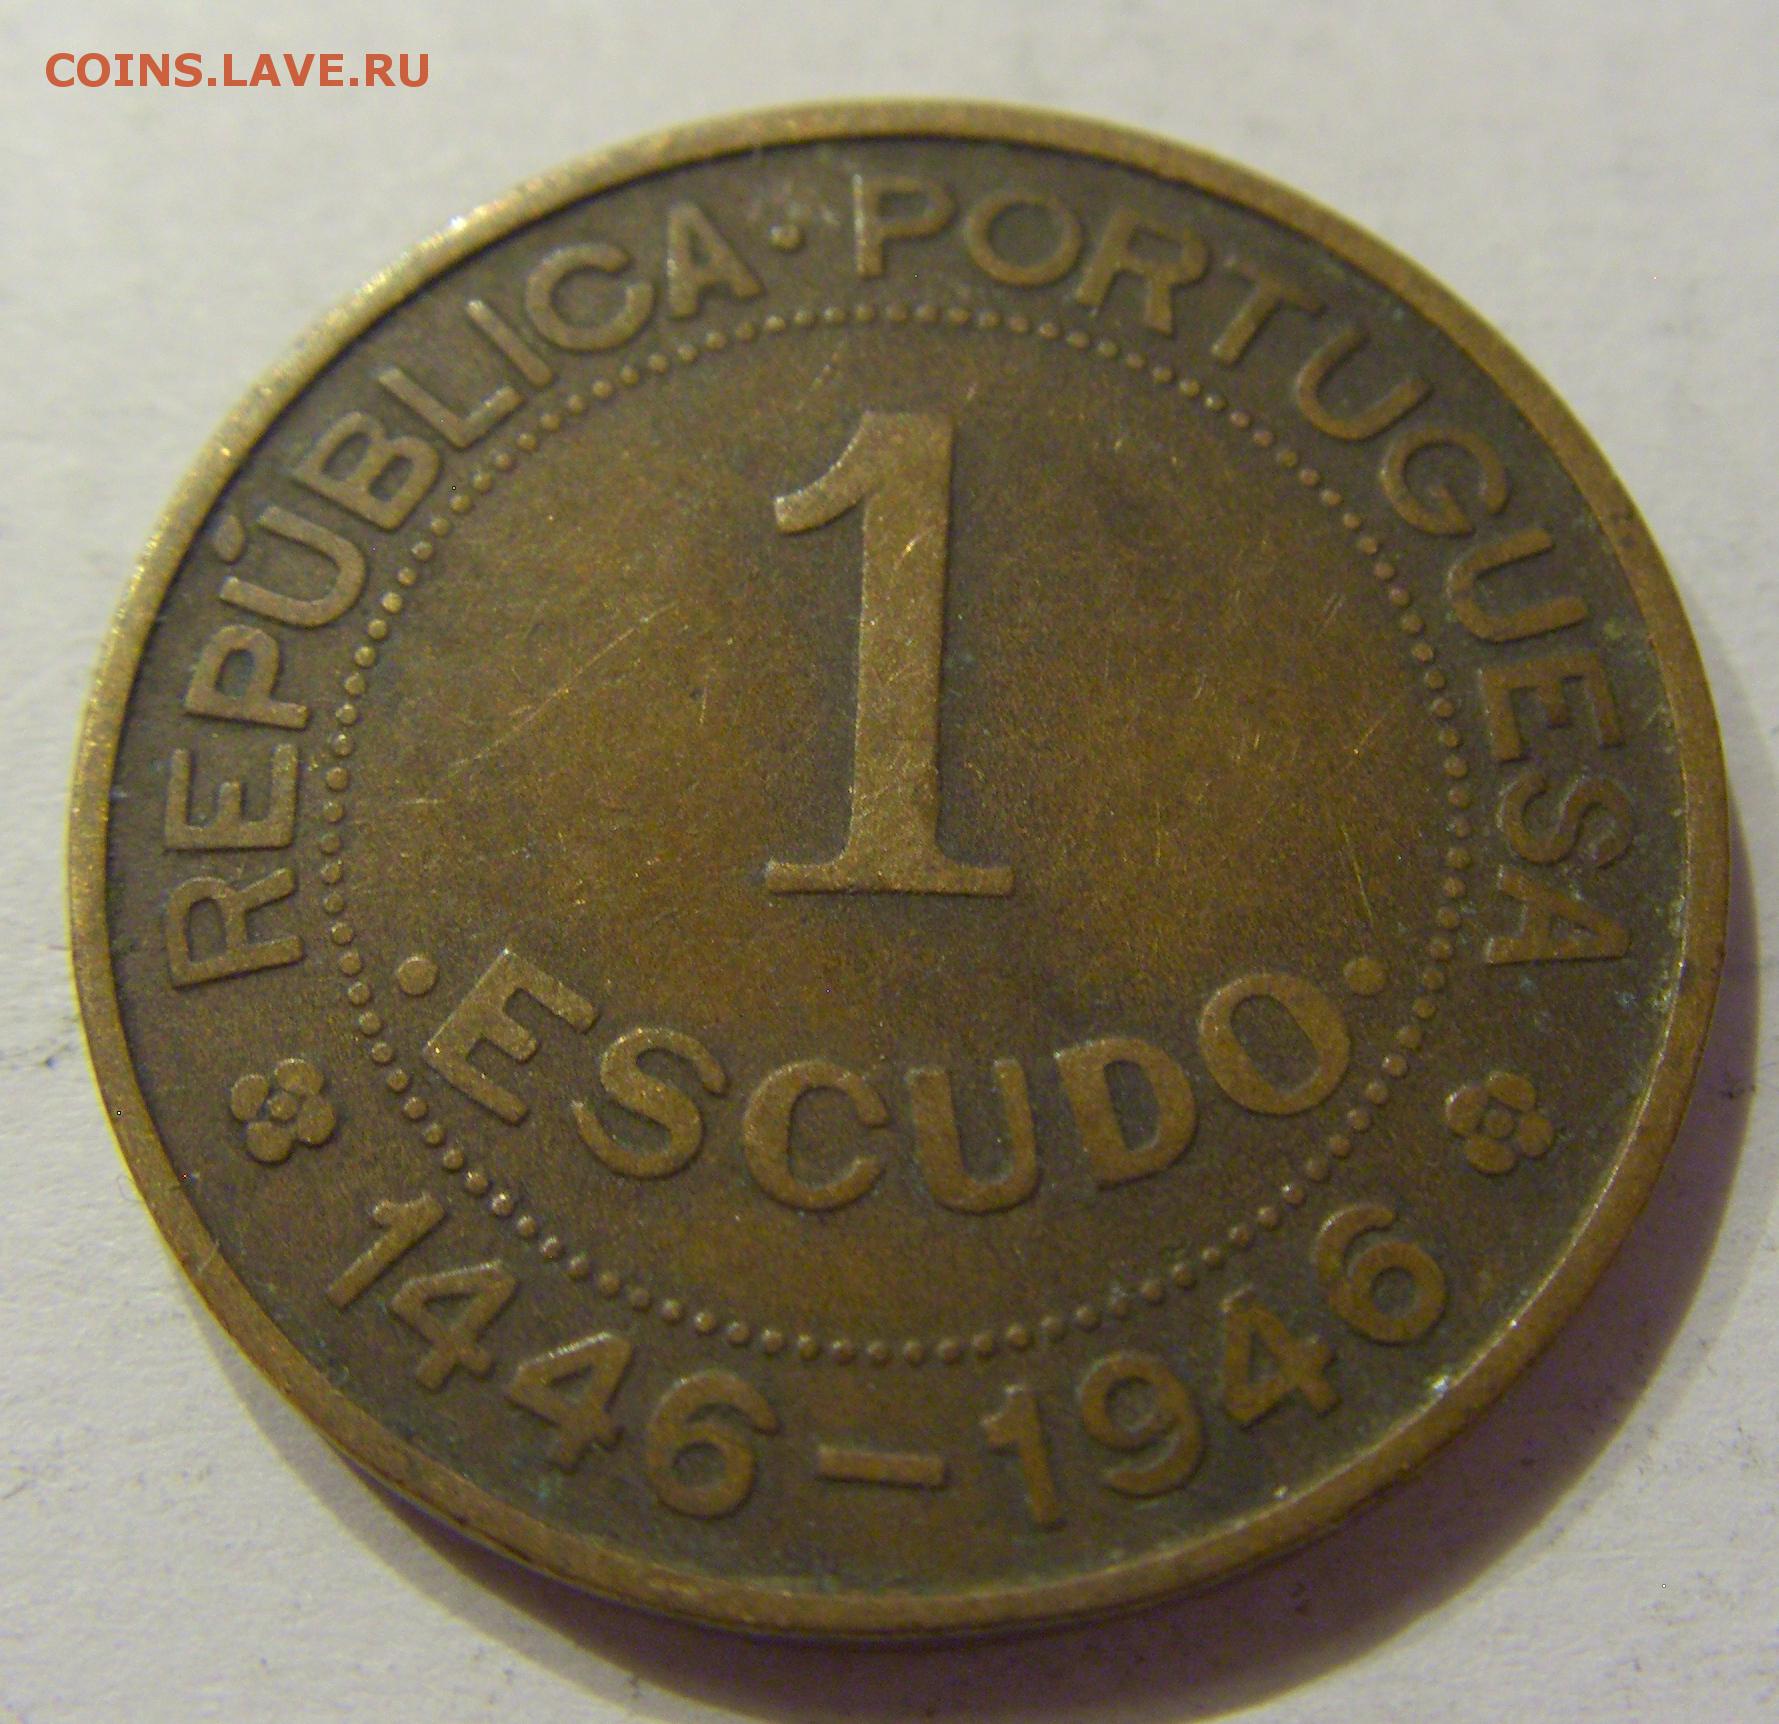 COINS.LAVE.RU
REPÚBLICA · PORTUGUESA
1
· ESCUDO ·
1446 – 1946